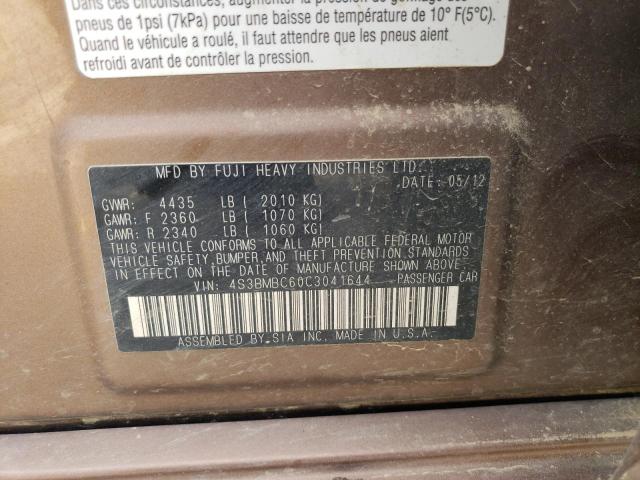 Dans ces circonstances, augmenter la pression de gonflage des
pneus de 1psi (7kPa) pour une baisse de température de 10° F(5°C).
Quand le véhicule a roulé, il faut attendre que les pneus aient
refroidi avant de contrôler la pression.
MFD BY FUJI HEAVY INDUSTRIES LTD.
DATE: 05/12
GVWR: 4435 LB ( 2010 KG)
GAWR: F 2360 LB ( 1070 KG)
GAWR: R 2340 LB ( 1060 KG)
THIS VEHICLE CONFORMS TO ALL APPLICABLE FEDERAL MOTOR
VEHICLE SAFETY, BUMPER, AND THEFT PREVENTION STANDARDS
IN EFFECT ON THE DATE OF MANUFACTURE SHOWN ABOVE.
VIN: 4S3BMBC60C3041644 PASSENGER CAR
ASSEMBLED BY SIA INC. MADE IN U.S.A.